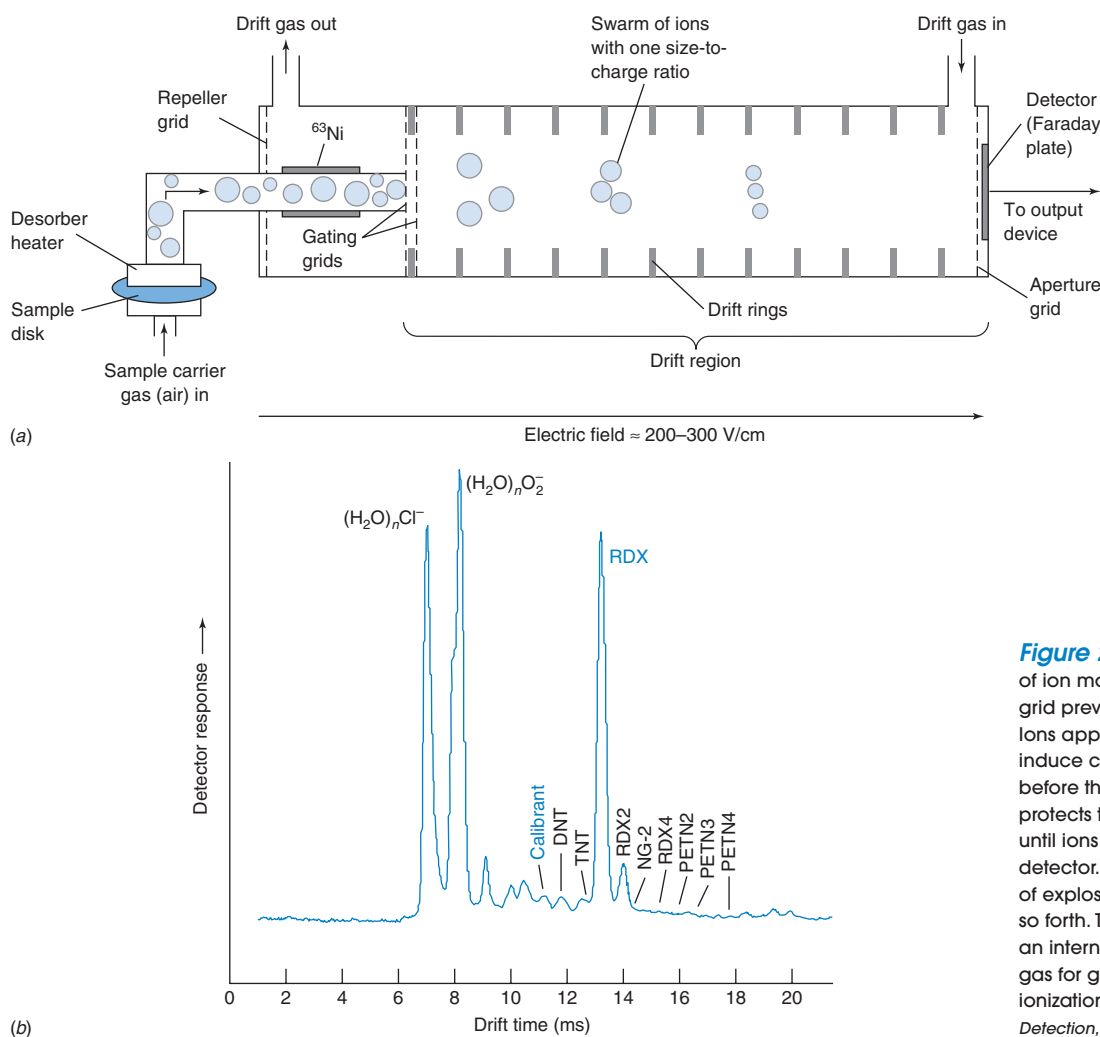 Drift gas out
Swarm of ions
with one size-to-
charge ratio
Drift gas in
Repeller
grid
63Ni
Detector
(Faraday
plate)
Desorber
heater
Gating
grids
To output
device
Sample
disk
Drift rings
Aperture
grid
Drift region
Sample carrier
gas (air) in
(a)
Electric field ≈ 200–300 V/cm
(H2O)nCl−
(H2O)nO2−
RDX
Detector response
Calibrant
DNT
TNT
RDX2
NG-2
RDX4
PETN2
PETN3
PETN4
0 2 4 6 8 10 12 14 16 18 20
Drift time (ms)
(b)
Figure
of ion mo
grid prev
Ions app
induce c
before th
protects t
until ions
detector.
of explos
so forth. T
an intern
gas for g
ionization
Detection,